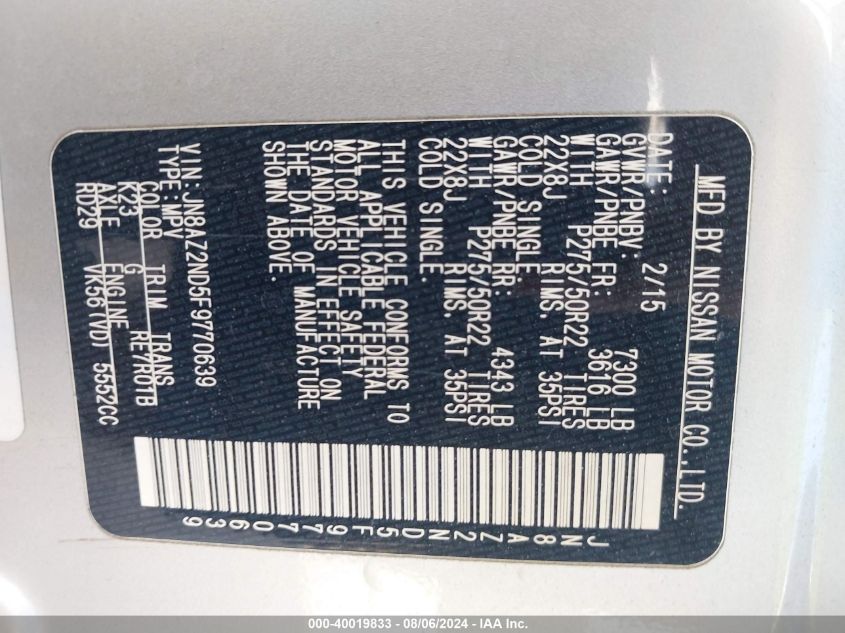 MFD BY NISSAN MOTOR CO.,LTD.
DATE: 2/15
GVWR/PNBV: 7300 LB
GAWR/PNBE FR: 3616 LB
WITH P275/50R22 TIRES
22X8J RIMS, AT 35PSI
COLD SINGLE.
GAWR/PNBE RR: 4343 LB
WITH P275/50R22 TIRES
22X8J RIMS, AT 35PSI
COLD SINGLE.
THIS VEHICLE CONFORMS TO
ALL APPLICABLE FEDERAL
MOTOR VEHICLE SAFETY
STANDARDS IN EFFECT ON
THE DATE OF MANUFACTURE
SHOWN ABOVE.
VIN:JN8AZ2ND5F9770639
TYPE:MPV
COLOR TRIM TRANS
K23 G RE7R01B
AXLE ENGINE
RD29 VK56(VD) 5552CC
JN8AZ2ND5F9770639
000-40019833 - 08/06/2024 - IAA Inc.